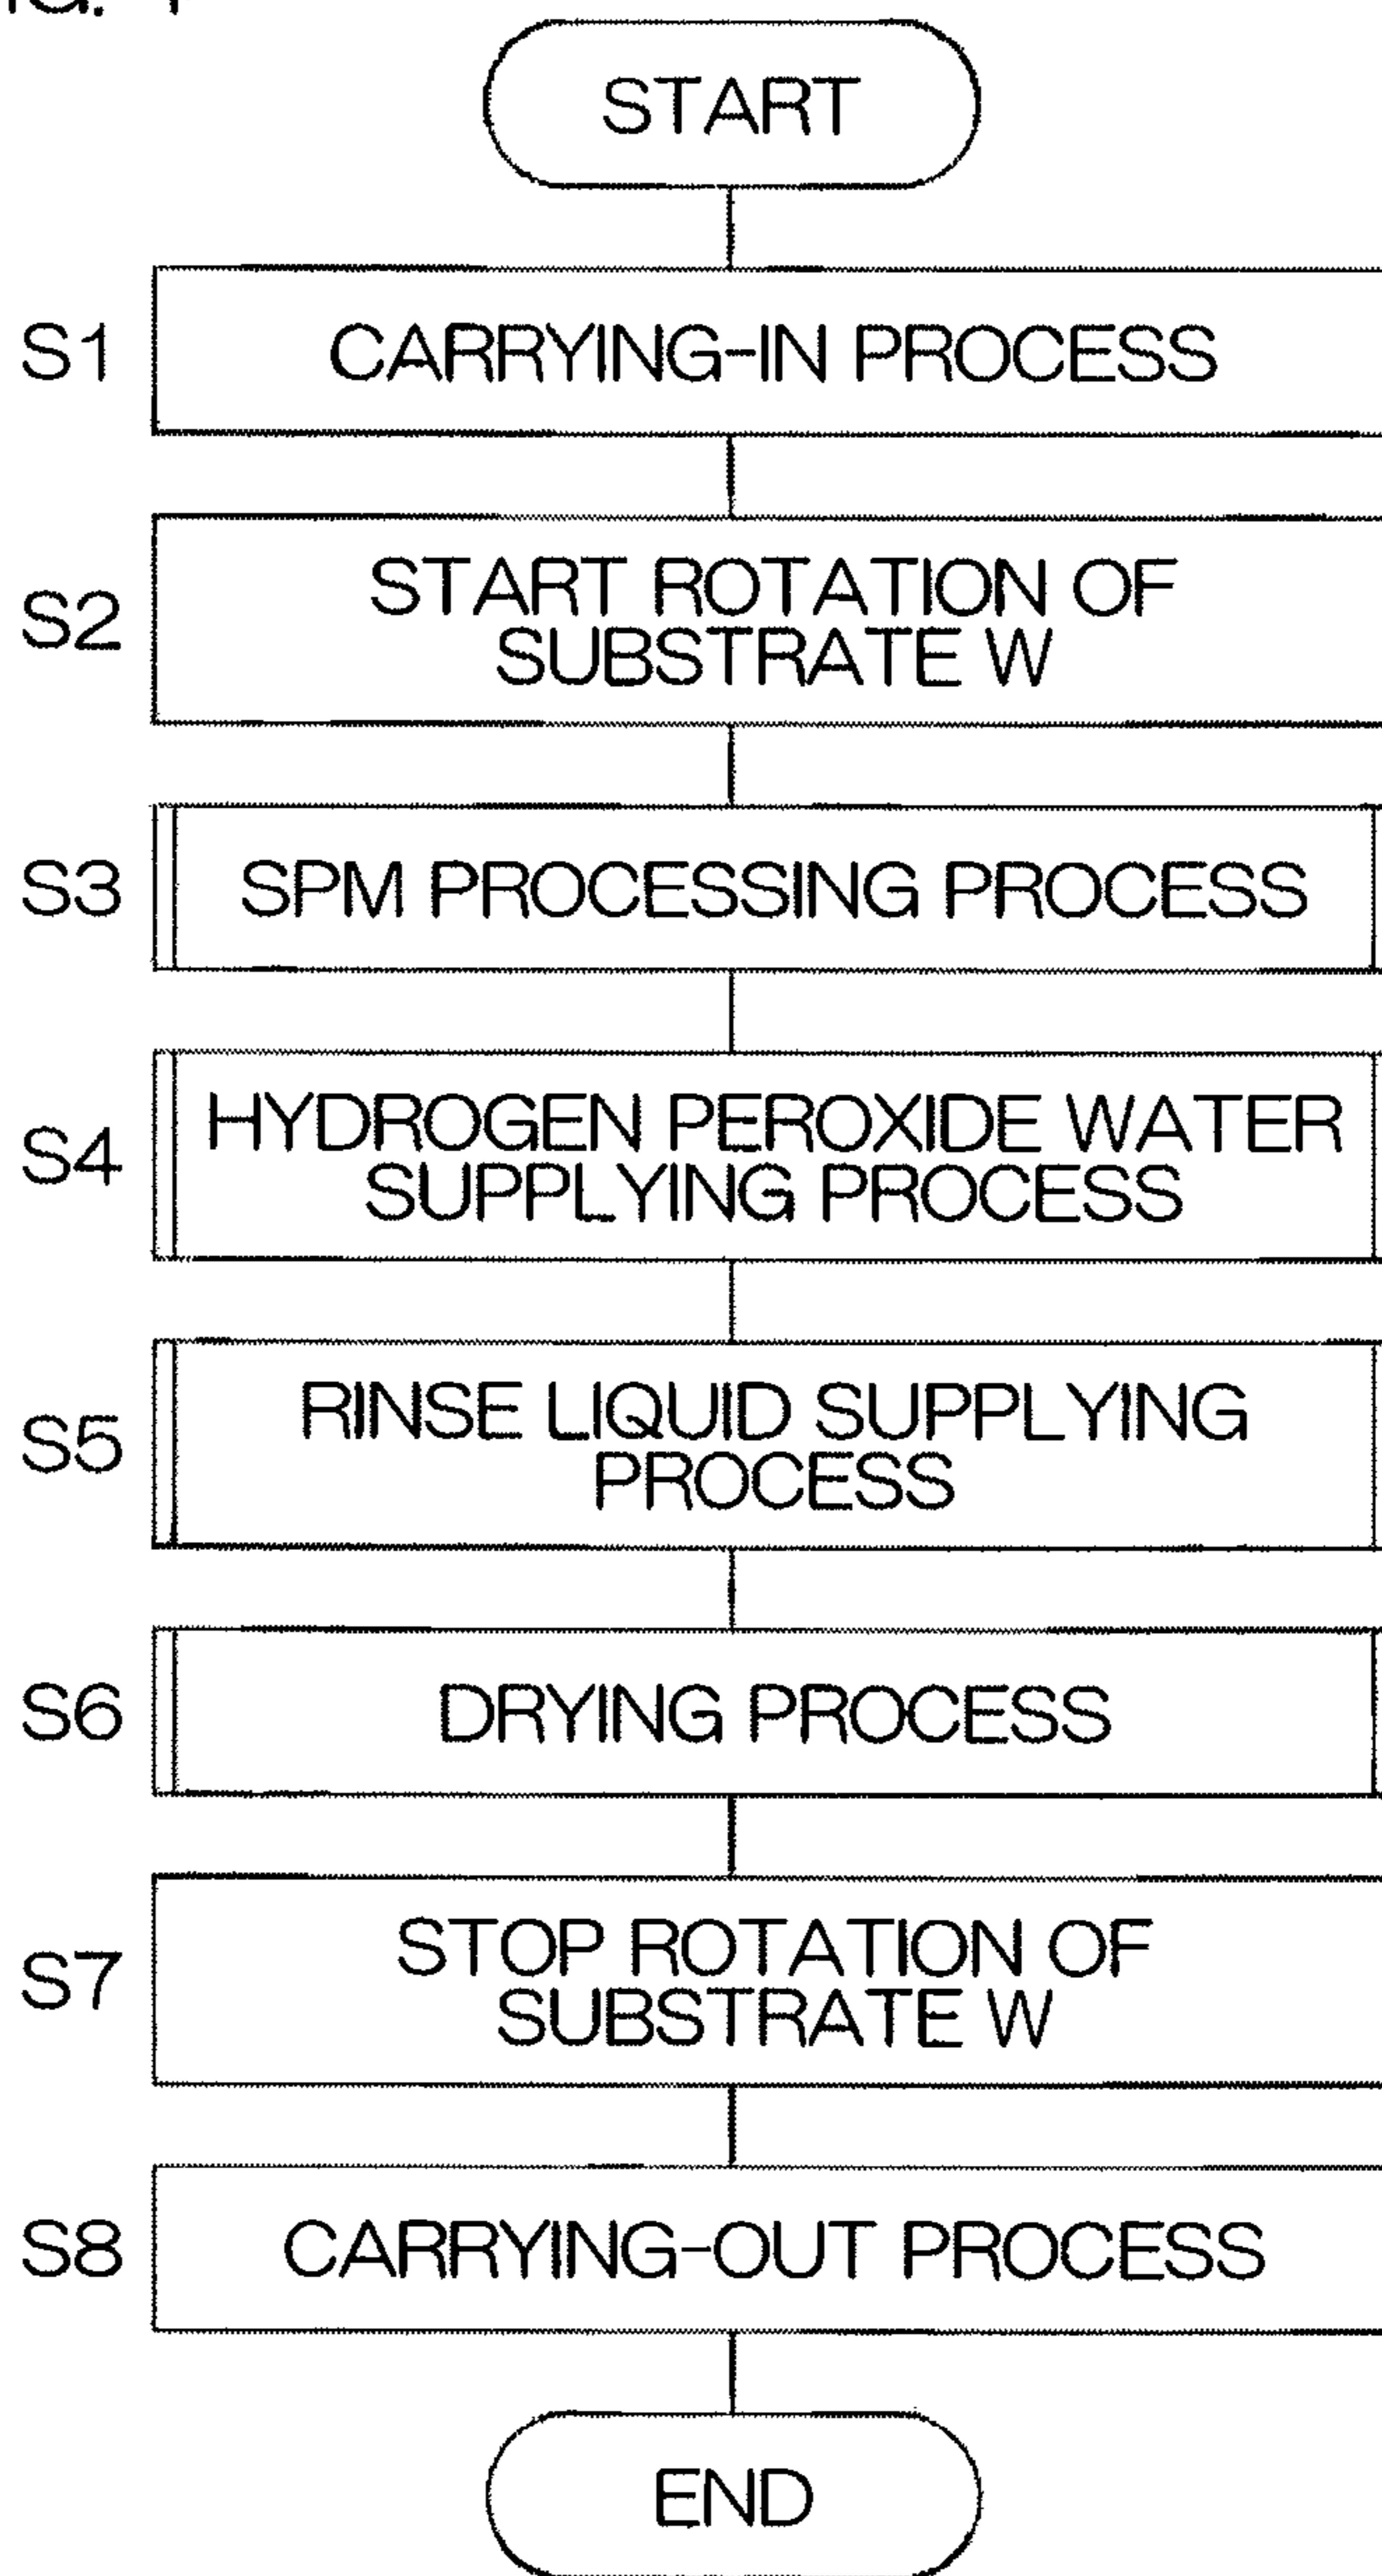 START
S1 CARRYING-IN PROCESS
S2 START ROTATION OF
SUBSTRATE W
S3 SPM PROCESSING PROCESS
S4 HYDROGEN PEROXIDE WATER
SUPPLYING PROCESS
S5 RINSE LIQUID SUPPLYING
PROCESS
S6 DRYING PROCESS
S7 STOP ROTATION OF
SUBSTRATE W
S8 CARRYING-OUT PROCESS
END